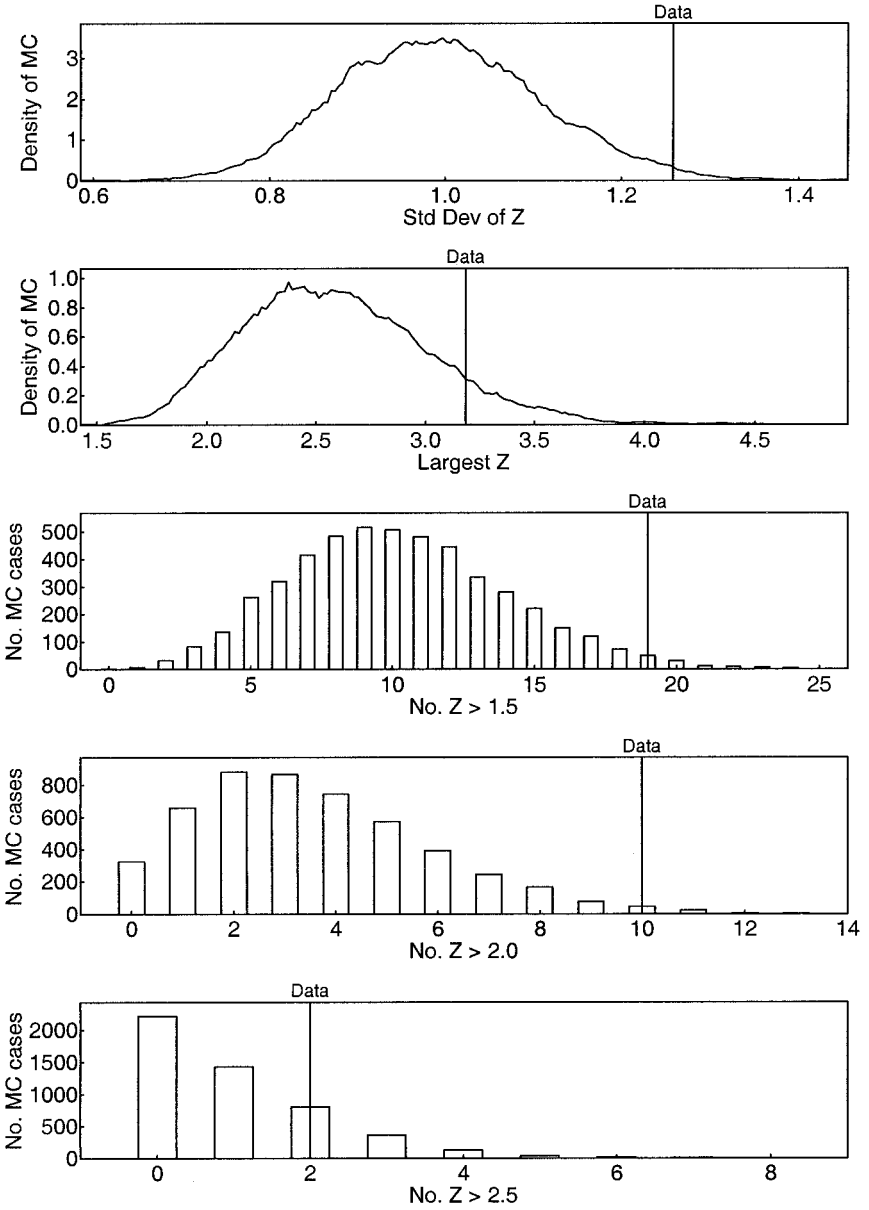 Data
Density of MC
3
2
1
0
0.6 0.8 1.0 1.2 1.4
Std Dev of Z
Data
Density of MC
1.0
0.8
0.6
0.4
0.2
0.0
1.5 2.0 2.5 3.0 3.5 4.0 4.5
Largest Z
Data
No. MC cases
500
400
300
200
100
0
0 5 10 15 20 25
No. Z > 1.5
Data
No. MC cases
800
600
400
200
0
0 2 4 6 8 10 12 14
No. Z > 2.0
Data
No. MC cases
2000
1500
1000
500
0
0 2 4 6 8
No. Z > 2.5